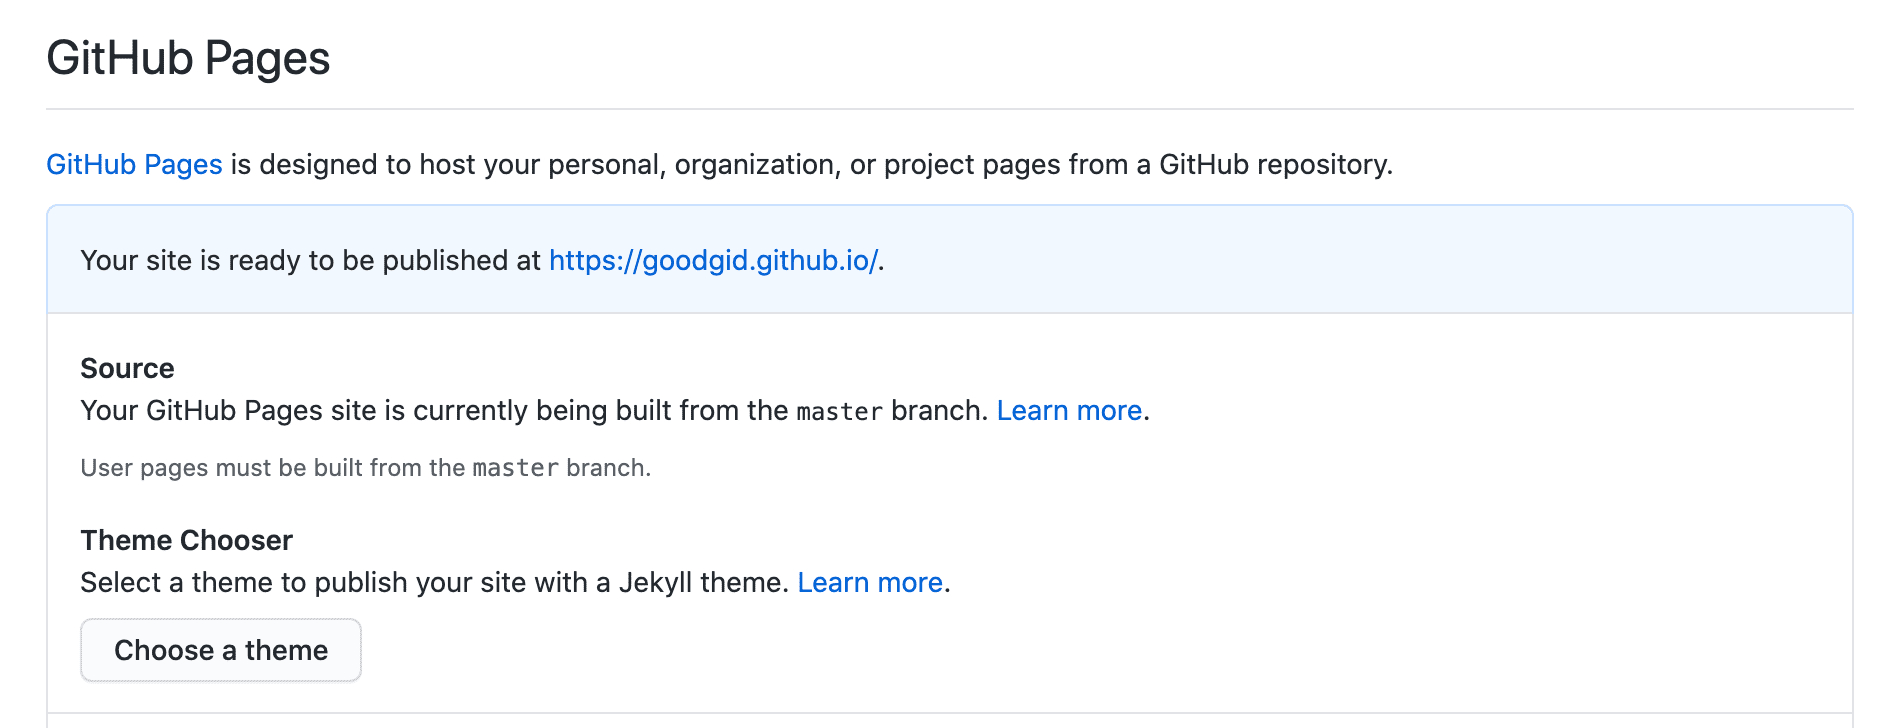 GitHub Pages
GitHub Pages is designed to host your personal, organization, or project pages from a GitHub repository.
Your site is ready to be published at https://goodgid.github.io/.
Source
Your GitHub Pages site is currently being built from the master branch. Learn more.
User pages must be built from the master branch.
Theme Chooser
Select a theme to publish your site with a Jekyll theme. Learn more.
Choose a theme